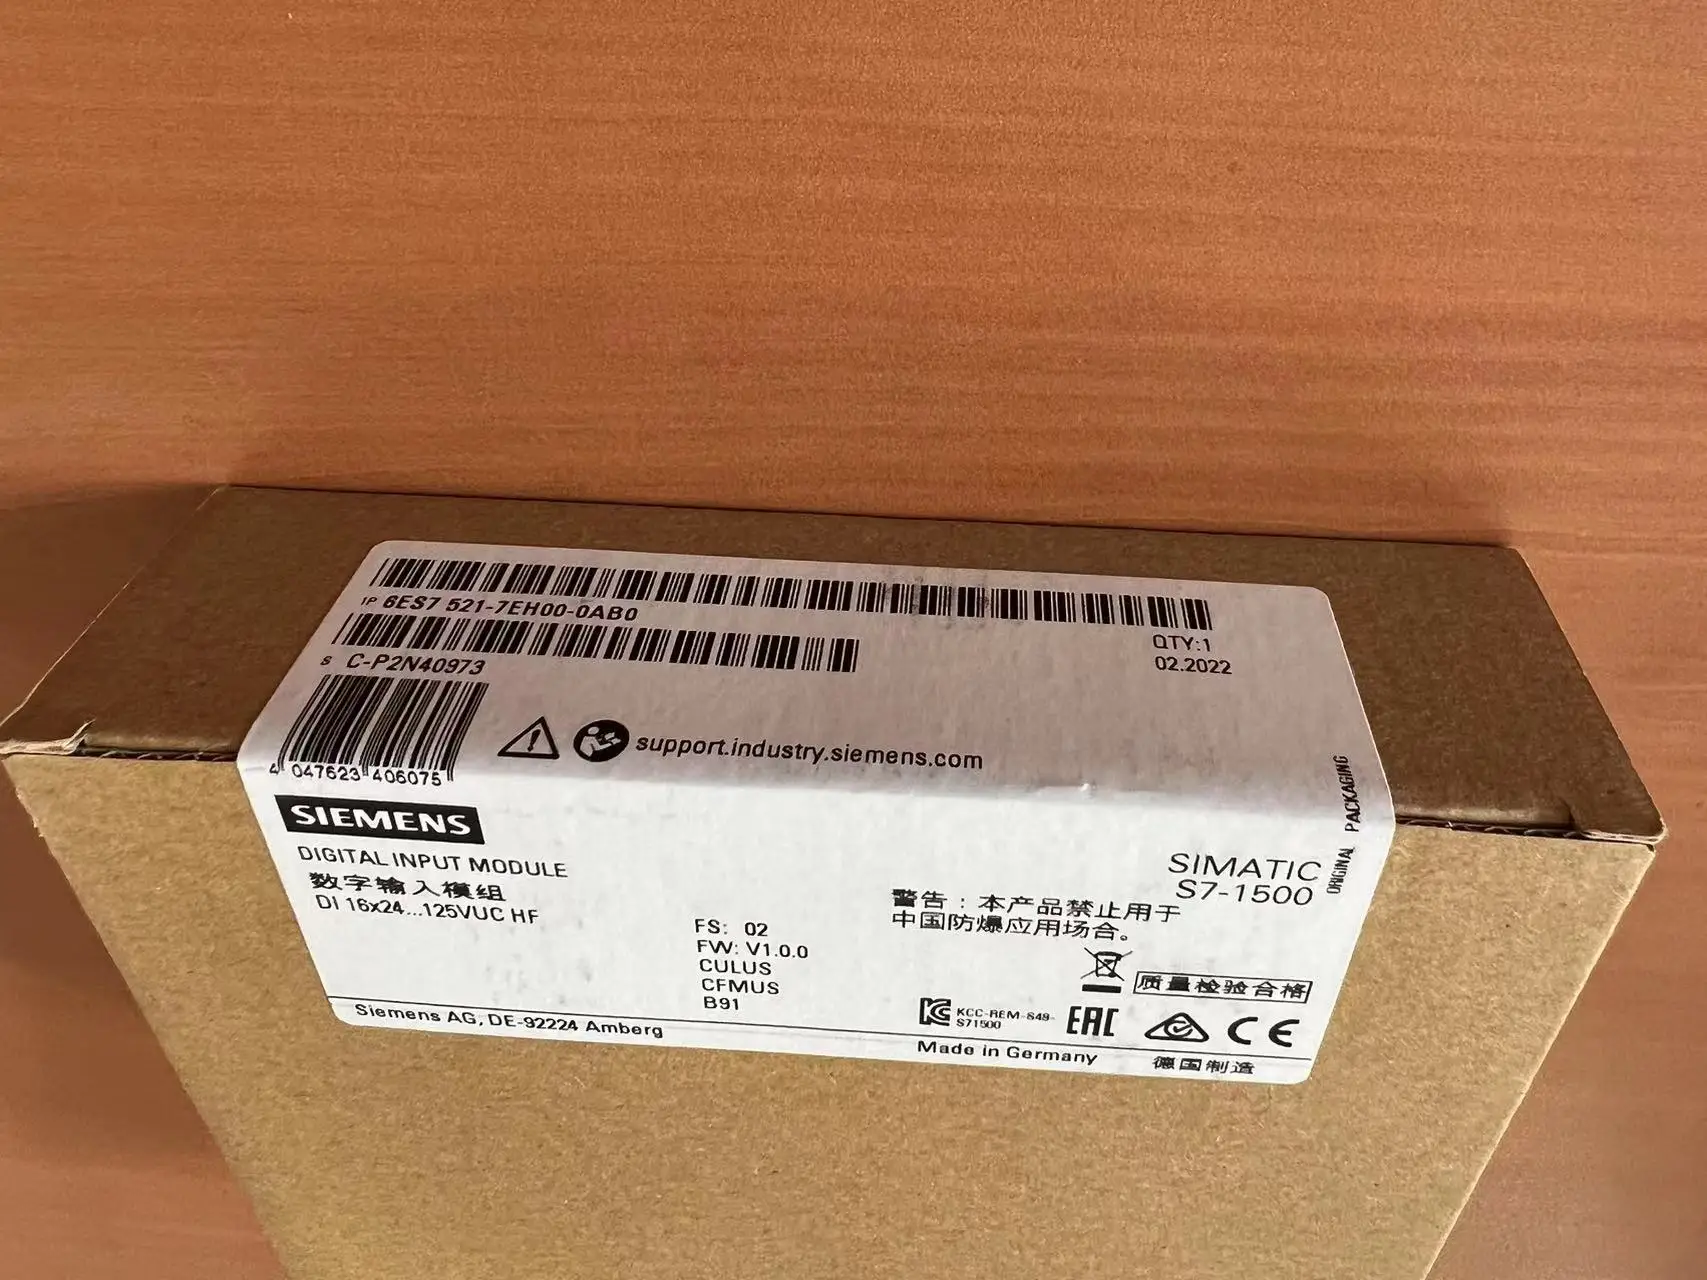 1P 6ES7 521-7EH00-0AB0
QTY:1
S C-P2N40973
02.2022
4 047623 406075
support.industry.siemens.com
ORIGINAL PACKAGING
SIEMENS
DIGITAL INPUT MODULE
数字输入模组
DI 16x24...125VUC HF
SIMATIC
S7-1500
FS: 02
FW: V1.0.0
CULUS
CFMUS
B91
警告：本产品禁止用于
中国防爆应用场合。
质量检验合格
KCC-REM-S49-
S71500
EAC
CE
Siemens AG, DE-92224 Amberg
Made in Germany
德国制造